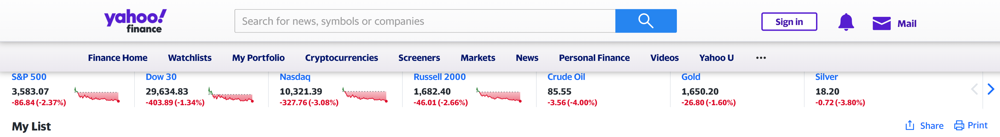 yahoo!
finance
Search for news, symbols or companies
Sign in
Mail
Finance Home Watchlists My Portfolio Cryptocurrencies Screeners Markets News Personal Finance Videos Yahoo U ...
S&P 500
3,583.07
-86.84 (-2.37%)
Dow 30
29,634.83
-403.89 (-1.34%)
Nasdaq
10,321.39
-327.76 (-3.08%)
Russell 2000
1,682.40
-46.01 (-2.66%)
Crude Oil
85.55
-3.56 (-4.00%)
Gold
1,650.20
-26.80 (-1.60%)
Silver
18.20
-0.72 (-3.80%)
My List
Share Print